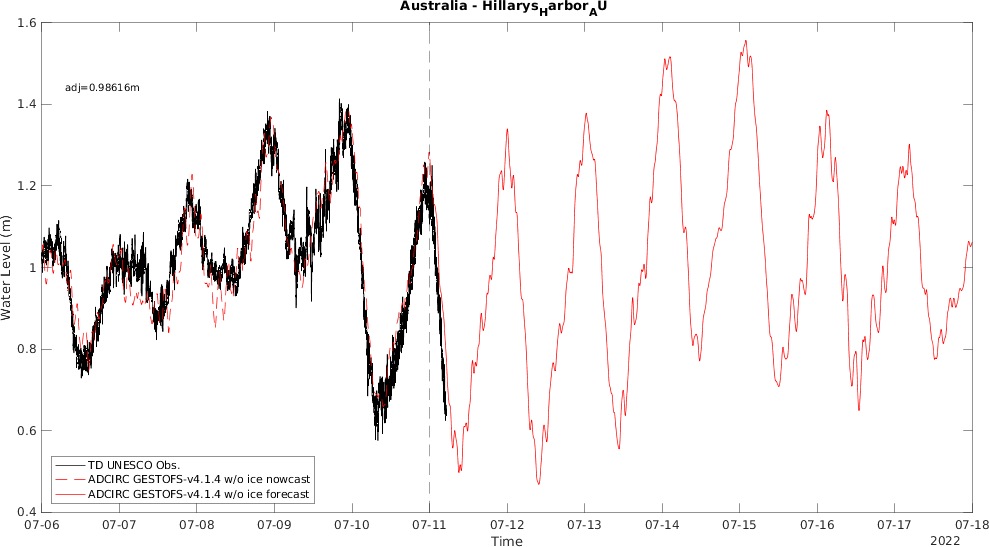 Australia - HillarysHarborAU
1.6
adj=0.98616m
1.4
1.2
1
0.8
0.6
0.4
Water Level (m)
TD UNESCO Obs.
ADCIRC GESTOFS-v4.1.4 w/o ice nowcast
ADCIRC GESTOFS-v4.1.4 w/o ice forecast
07-06 07-07 07-08 07-09 07-10 07-11 07-12 07-13 07-14 07-15 07-16 07-17 07-18
Time
2022